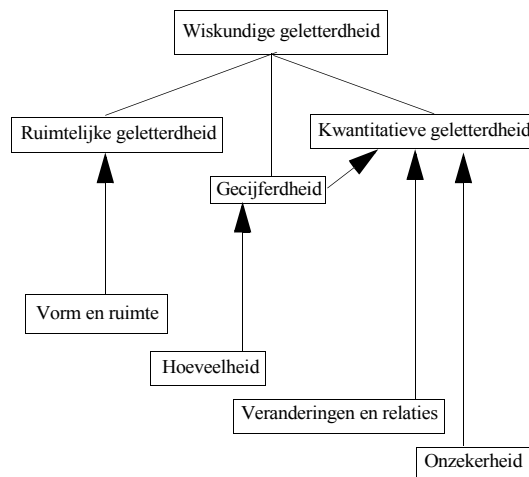 Wiskundige geletterdheid
Ruimtelijke geletterdheid
Kwantitatieve geletterdheid
Gecijferdheid
Vorm en ruimte
Hoeveelheid
Veranderingen en relaties
Onzekerheid